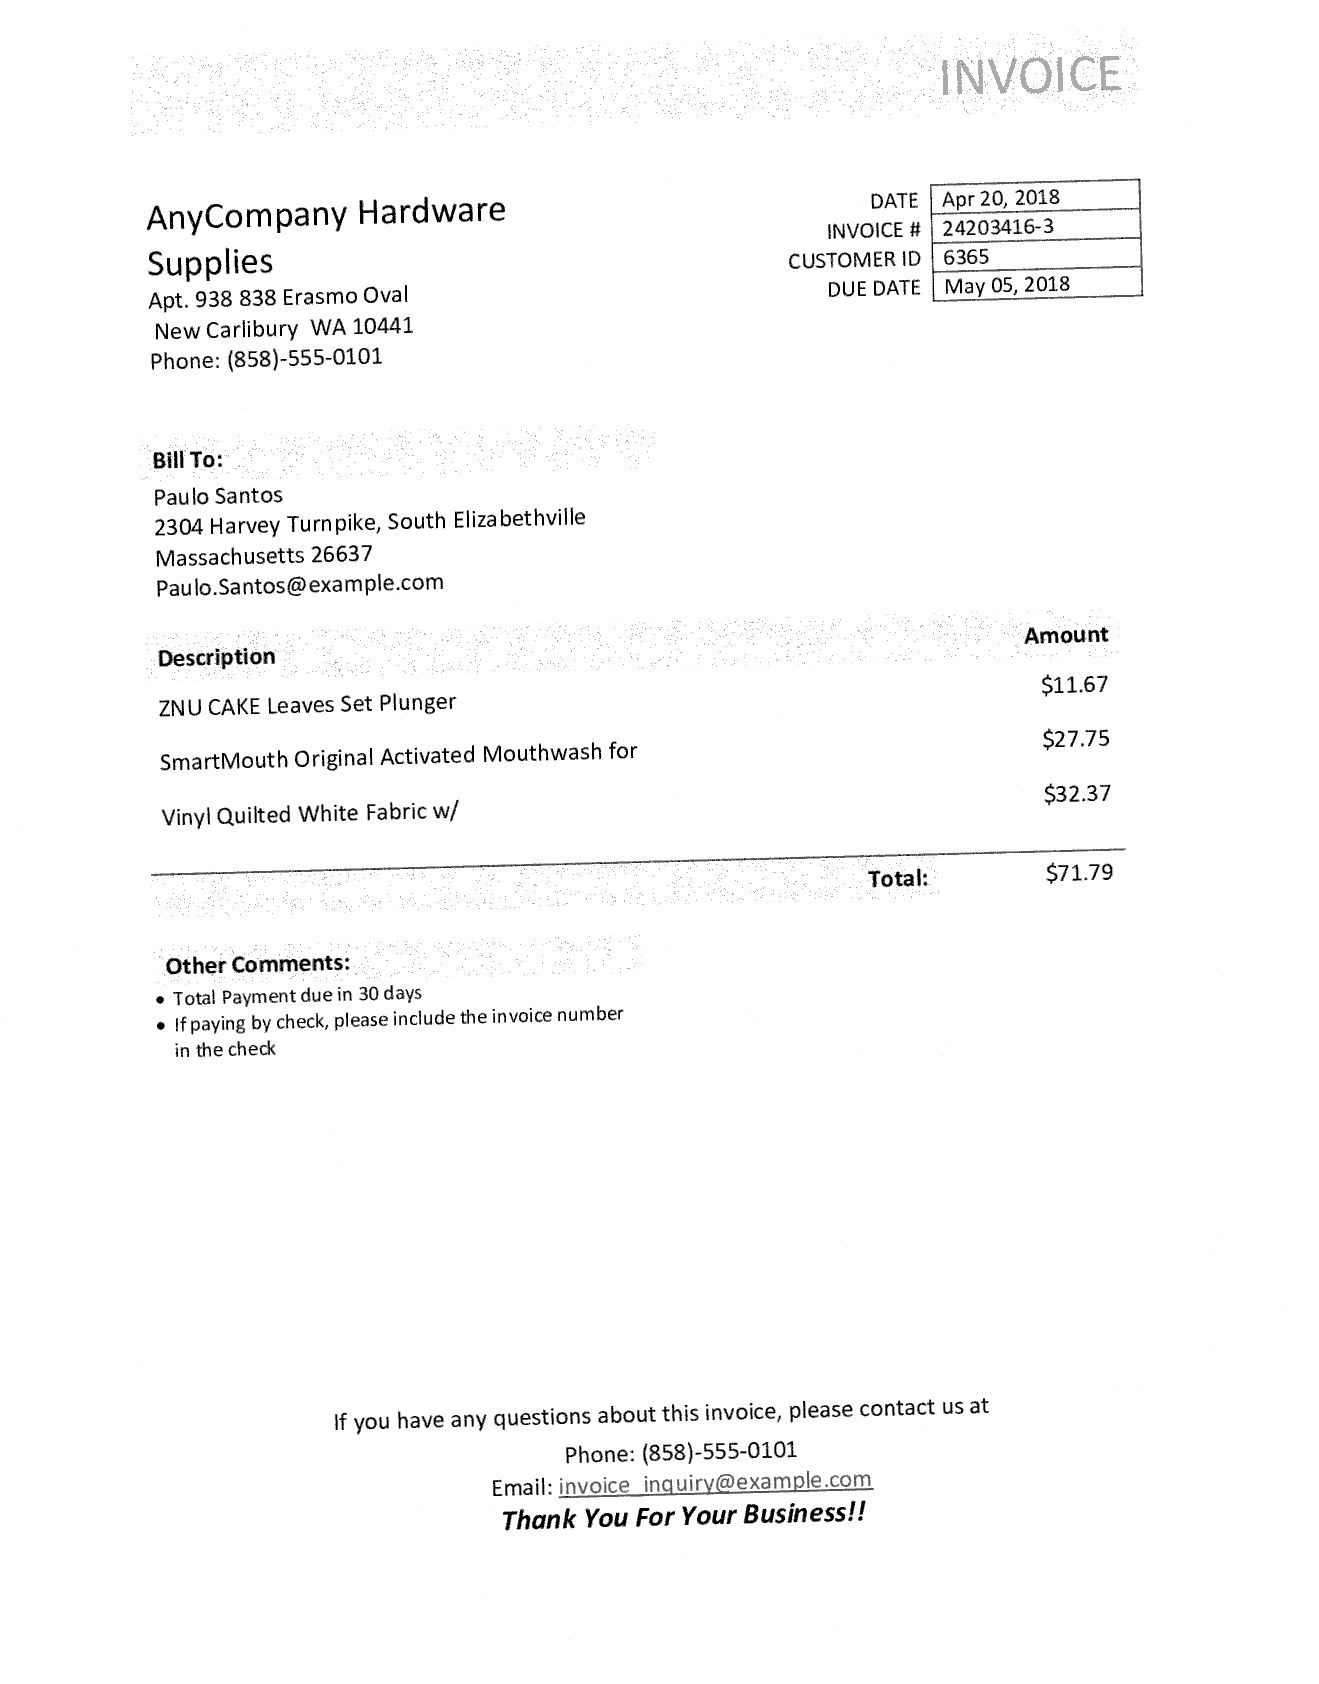 INVOICE
AnyCompany Hardware
Supplies
Apt. 938 838 Erasmo Oval
New Carlibury WA 10441
Phone: (858)-555-0101
DATE Apr 20, 2018
INVOICE # 24203416-3
CUSTOMER ID 6365
DUE DATE May 05, 2018
Bill To:
Paulo Santos
2304 Harvey Turnpike, South Elizabethville
Massachusetts 26637
Paulo.Santos@example.com
Description Amount
ZNU CAKE Leaves Set Plunger $11.67
SmartMouth Original Activated Mouthwash for $27.75
Vinyl Quilted White Fabric w/ $32.37
Total: $71.79
Other Comments:
• Total Payment due in 30 days
• If paying by check, please include the invoice number
in the check
If you have any questions about this invoice, please contact us at
Phone: (858)-555-0101
Email: invoice_inquiry@example.com
Thank You For Your Business!!